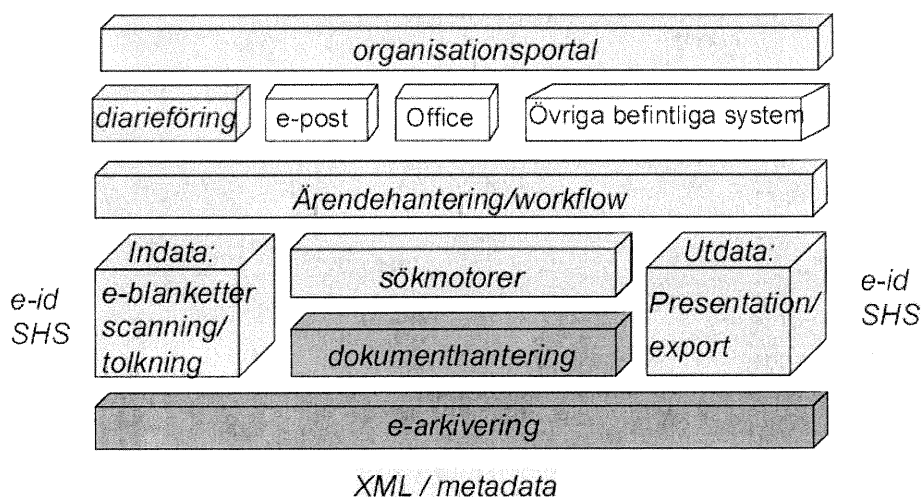 organisationsportal
diarieföring
e-post
Office
Övriga befintliga system
Ärendehantering/workflow
e-id
SHS
Indata:
e-blanketter
scanning/
tolkning
sökmotorer
dokumenthantering
Utdata:
Presentation/
export
e-id
SHS
e-arkivering
XML / metadata